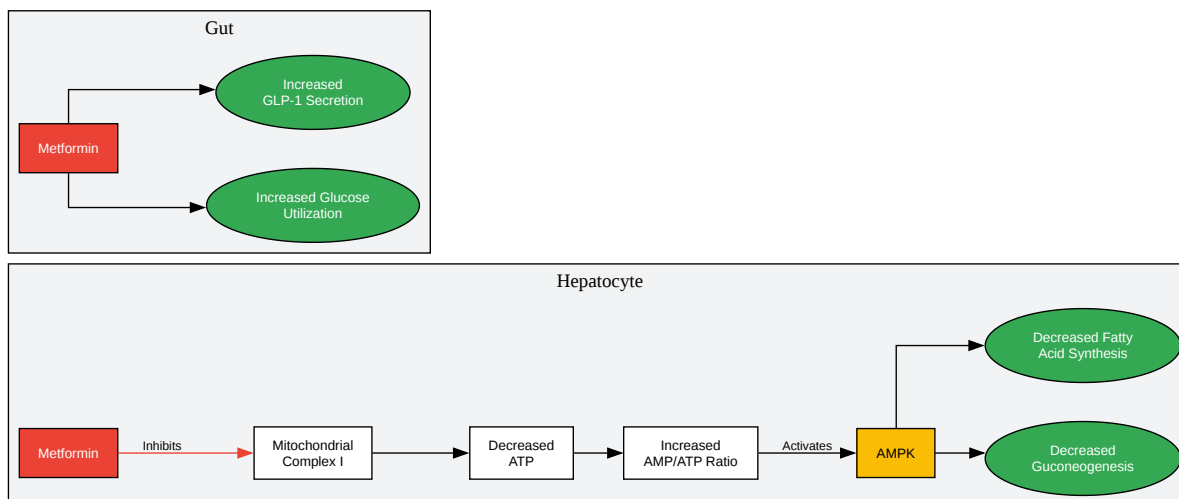 Gut
Increased
GLP-1 Secretion
Metformin
Increased Glucose
Utilization
Hepatocyte
Decreased Fatty
Acid Synthesis
Metformin
Inhibits
Mitochondrial
Complex I
Decreased
ATP
Increased
AMP/ATP Ratio
Activates
AMPK
Decreased
Guconeogenesis